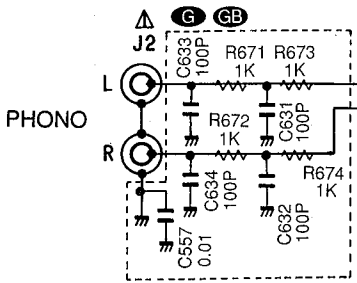 G GB
J2
C633
100P
R671
1K
R673
1K
L
PHONO
R672
1K
C631
100P
R
C634
100P
R674
1K
C632
100P
C557
0.01